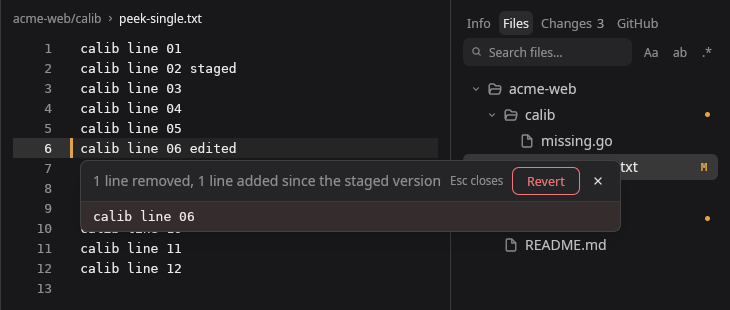 acme-web/calib › peek-single.txt
1 calib line 01
2 calib line 02 staged
3 calib line 03
4 calib line 04
5 calib line 05
6 calib line 06 edited
7
8
9
10
11 calib line 11
12 calib line 12
13
1 line removed, 1 line added since the staged version Esc closes Revert ×
calib line 06
Info Files Changes 3 GitHub
Search files... Aa ab .*
acme-web
calib
missing.go
txt M
README.md